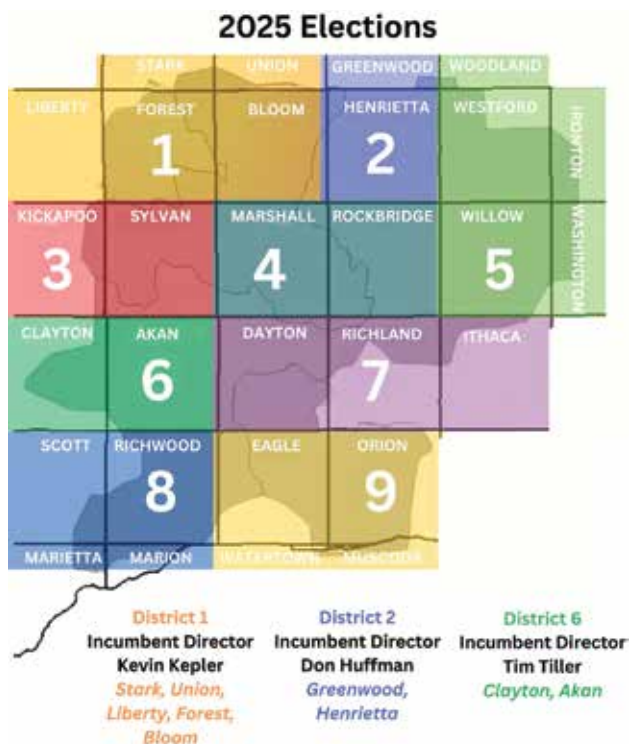 2025 Elections
STARK UNION GREENWOOD WOODLAND
LIBERTY FOREST BLOOM HENRIETTA WESTFORD IRONTON
1 2
KICKAPOO SYLVAN MARSHALL ROCKBRIDGE WILLOW WASHINGTON
3 4 5
CLAYTON AKAN DAYTON RICHLAND ITHACA
6 7
SCOTT RICHWOOD EAGLE ORION
8 9
MARIETTA MARION WATERTOWN MUSCODA
District 1
Incumbent Director
Kevin Kepler
Stark, Union,
Liberty, Forest,
Bloom
District 2
Incumbent Director
Don Huffman
Greenwood,
Henrietta
District 6
Incumbent Director
Tim Tiller
Clayton, Akan